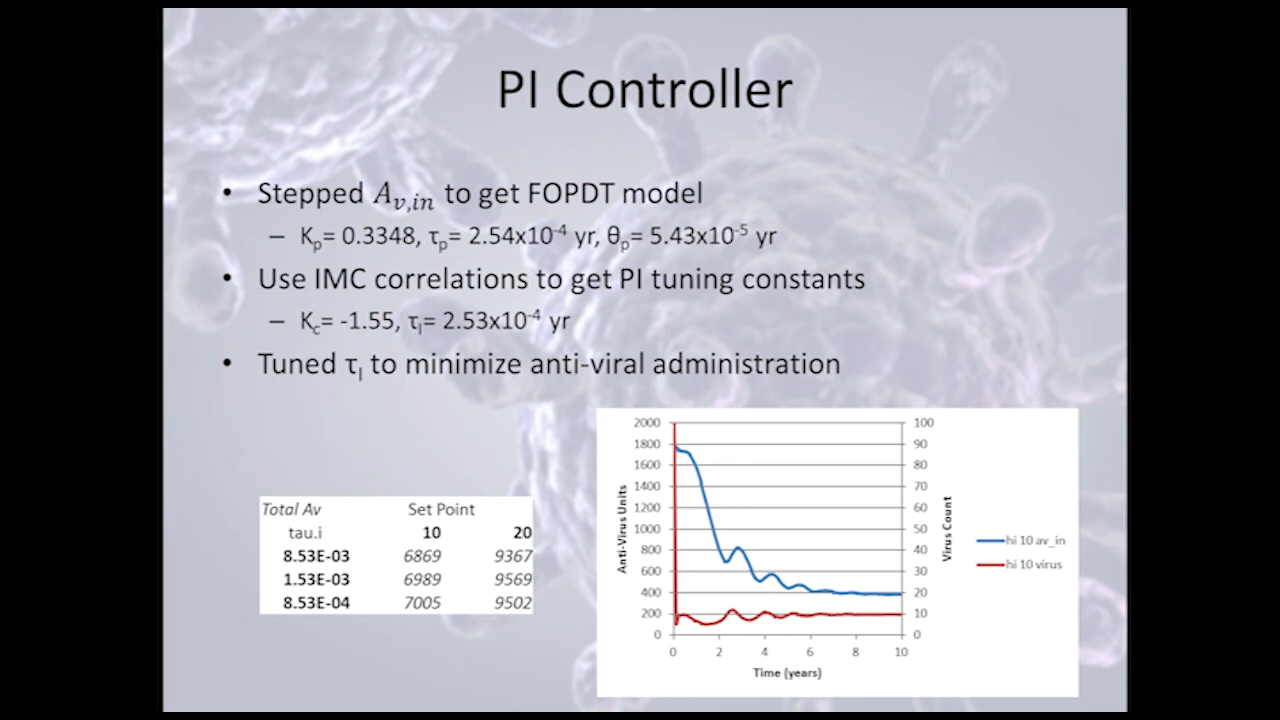 PI Controller
• Stepped A_{v,in} to get FOPDT model
– K_p= 0.3348, τ_p= 2.54x10^{-4} yr, θ_p= 5.43x10^{-5} yr
• Use IMC correlations to get PI tuning constants
– K_c= -1.55, τ_I= 2.53x10^{-4} yr
• Tuned τ_I to minimize anti-viral administration
Total Av Set Point
tau.i 10 20
8.53E-03 6869 9367
1.53E-03 6989 9569
8.53E-04 7005 9502
Anti-Virus Units
2000
1800
1600
1400
1200
1000
800
600
400
200
0
100
90
80
70
60
50
40
30
20
10
0
Virus Count
0 2 4 6 8 10
Time (years)
hi 10 av_in
hi 10 virus